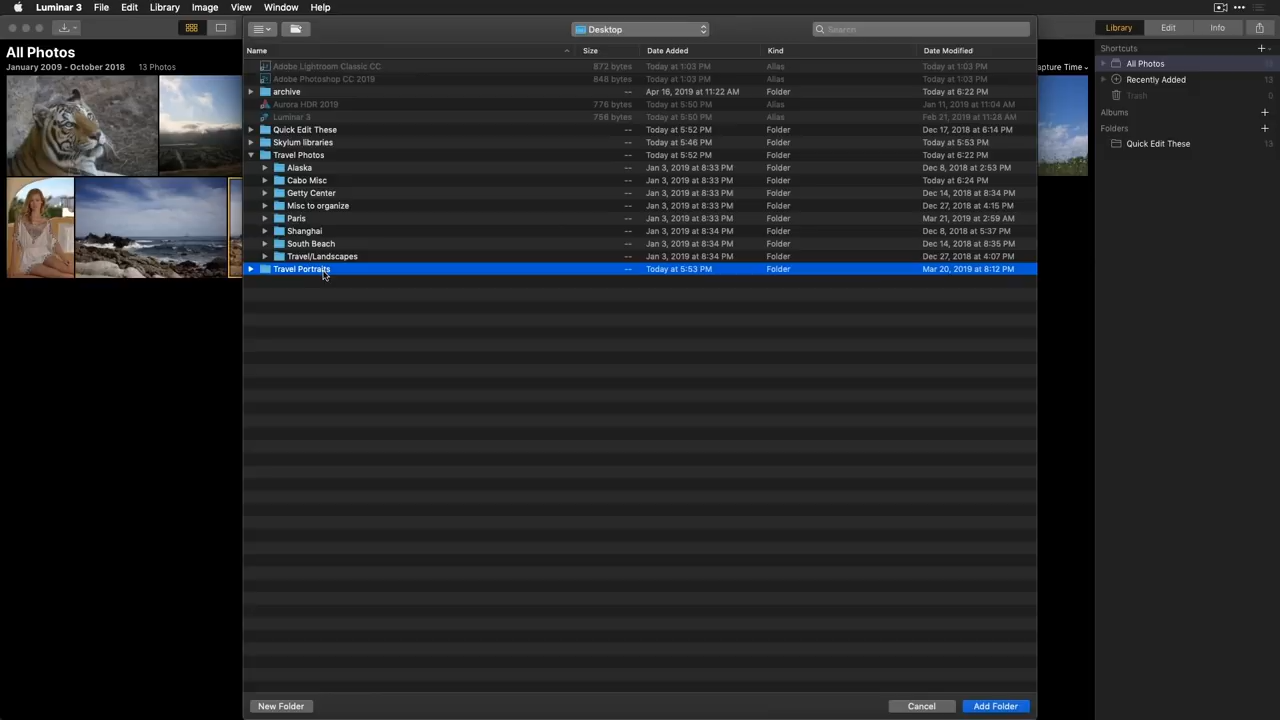 Luminar 3 File Edit Library Image View Window Help
Desktop Search Library Edit Info
All Photos
January 2009 - October 2018 13 Photos
Name Size Date Added Kind Date Modified
Adobe Lightroom Classic CC 872 bytes Today at 1:03 PM Alias Today at 1:03 PM
Adobe Photoshop CC 2019 848 bytes Today at 1:03 PM Alias Today at 1:03 PM
archive -- Apr 16, 2019 at 11:22 AM Folder Today at 6:22 PM
Aurora HDR 2019 776 bytes Today at 5:50 PM Alias Jan 11, 2019 at 11:04 AM
Luminar 3 756 bytes Today at 5:50 PM Alias Feb 21, 2019 at 11:28 AM
Quick Edit These -- Today at 5:52 PM Folder Dec 17, 2018 at 6:14 PM
Skylum libraries -- Today at 5:46 PM Folder Today at 5:53 PM
Travel Photos -- Today at 5:52 PM Folder Today at 6:22 PM
Alaska -- Jan 3, 2019 at 8:33 PM Folder Dec 8, 2018 at 2:53 PM
Cabo Misc -- Jan 3, 2019 at 8:33 PM Folder Today at 6:24 PM
Getty Center -- Jan 3, 2019 at 8:33 PM Folder Dec 14, 2018 at 8:34 PM
Misc to organize -- Jan 3, 2019 at 8:33 PM Folder Dec 27, 2018 at 4:15 PM
Paris -- Jan 3, 2019 at 8:33 PM Folder Mar 21, 2019 at 2:59 AM
Shanghai -- Jan 3, 2019 at 8:34 PM Folder Dec 8, 2018 at 5:37 PM
South Beach -- Jan 3, 2019 at 8:34 PM Folder Dec 14, 2018 at 8:35 PM
Travel/Landscapes -- Jan 3, 2019 at 8:34 PM Folder Dec 27, 2018 at 4:07 PM
Travel Portraits -- Today at 5:53 PM Folder Mar 20, 2019 at 8:12 PM
New Folder Cancel Add Folder
apture Time
Shortcuts
All Photos
Recently Added 13
Trash 0
Albums
Folders
Quick Edit These 13